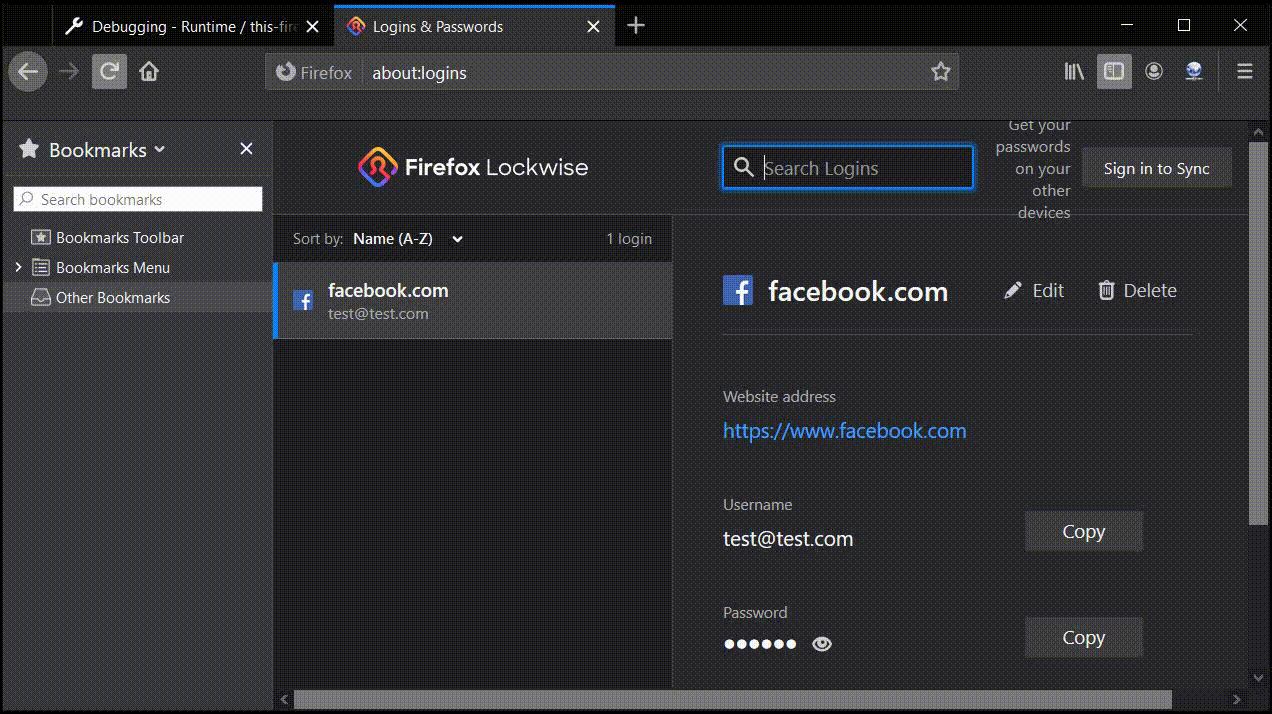 Debugging - Runtime / this-fire
Logins & Passwords
Firefox
about:logins
Bookmarks
Search bookmarks
Bookmarks Toolbar
Bookmarks Menu
Other Bookmarks
Firefox Lockwise
Search Logins
Get your
passwords
on your
other
devices
Sign in to Sync
Sort by: Name (A-Z)
1 login
facebook.com
test@test.com
facebook.com
Edit
Delete
Website address
https://www.facebook.com
Username
test@test.com
Copy
Password
●●●●●●
Copy